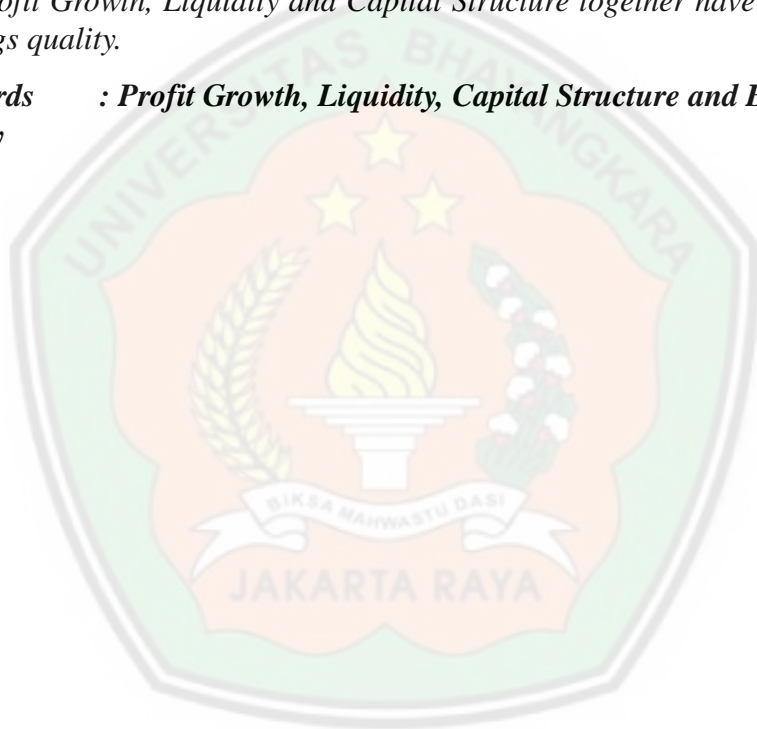 ofit Growth, Liquidity and Capital Structure together have
gs quality.
rds : Profit Growth, Liquidity, Capital Structure and E
UNIVERSITAS BHAYANGKARA
BIKSA MAHWASTU DASI
JAKARTA RAYA